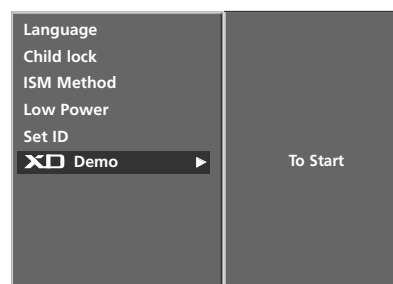 Language
Child lock
ISM Method
Low Power
Set ID
XD Demo
To Start